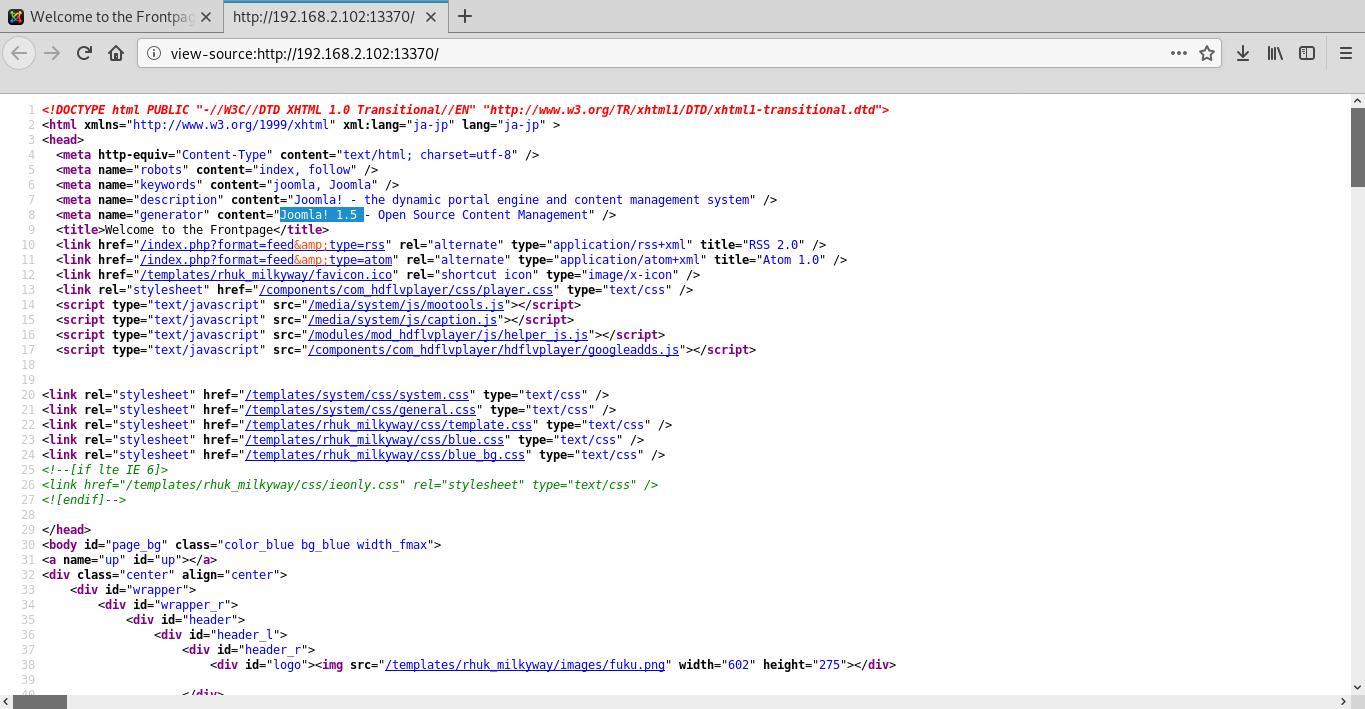 Welcome to the Frontpag
http://192.168.2.102:13370/
view-source:http://192.168.2.102:13370/
1 <!DOCTYPE html PUBLIC "-//W3C//DTD XHTML 1.0 Transitional//EN" "http://www.w3.org/TR/xhtml1/DTD/xhtml1-transitional.dtd">
2 <html xmlns="http://www.w3.org/1999/xhtml" xml:lang="ja-jp" lang="ja-jp" >
3 <head>
4 <meta http-equiv="Content-Type" content="text/html; charset=utf-8" />
5 <meta name="robots" content="index, follow" />
6 <meta name="keywords" content="joomla, Joomla" />
7 <meta name="description" content="Joomla! - the dynamic portal engine and content management system" />
8 <meta name="generator" content="Joomla! 1.5 - Open Source Content Management" />
9 <title>Welcome to the Frontpage</title>
10 <link href="/index.php?format=feed&amp;type=rss" rel="alternate" type="application/rss+xml" title="RSS 2.0" />
11 <link href="/index.php?format=feed&amp;type=atom" rel="alternate" type="application/atom+xml" title="Atom 1.0" />
12 <link href="/templates/rhuk_milkyway/favicon.ico" rel="shortcut icon" type="image/x-icon" />
13 <link rel="stylesheet" href="/components/com_hdflvplayer/css/player.css" type="text/css" />
14 <script type="text/javascript" src="/media/system/js/mootools.js"></script>
15 <script type="text/javascript" src="/media/system/js/caption.js"></script>
16 <script type="text/javascript" src="/modules/mod_hdflvplayer/js/helper_js.js"></script>
17 <script type="text/javascript" src="/components/com_hdflvplayer/hdflvplayer/googleadds.js"></script>
18
19
20 <link rel="stylesheet" href="/templates/system/css/system.css" type="text/css" />
21 <link rel="stylesheet" href="/templates/system/css/general.css" type="text/css" />
22 <link rel="stylesheet" href="/templates/rhuk_milkyway/css/template.css" type="text/css" />
23 <link rel="stylesheet" href="/templates/rhuk_milkyway/css/blue.css" type="text/css" />
24 <link rel="stylesheet" href="/templates/rhuk_milkyway/css/blue_bg.css" type="text/css" />
25 <!--[if lte IE 6]>
26 <link href="/templates/rhuk_milkyway/css/ieonly.css" rel="stylesheet" type="text/css" />
27 <![endif]-->
28
29 </head>
30 <body id="page_bg" class="color_blue bg_blue width_fmax">
31 <a name="up" id="up"></a>
32 <div class="center" align="center">
33 <div id="wrapper">
34 <div id="wrapper_r">
35 <div id="header">
36 <div id="header_l">
37 <div id="header_r">
38 <div id="logo"><img src="/templates/rhuk_milkyway/images/fuku.png" width="602" height="275"></div>
39
40 </div>